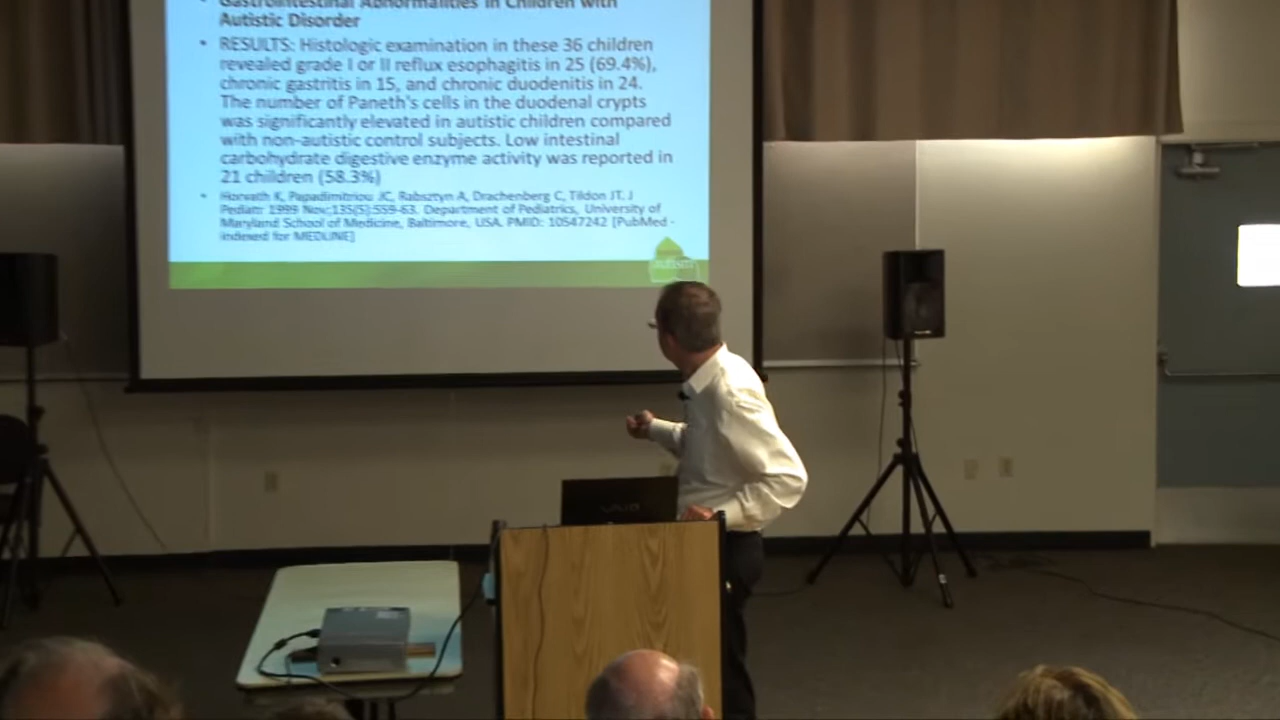 Gastrointestinal Abnormalities in Children with
Autistic Disorder
• RESULTS: Histologic examination in these 36 children
revealed grade I or II reflux esophagitis in 25 (69.4%),
chronic gastritis in 15, and chronic duodenitis in 24.
The number of Paneth's cells in the duodenal crypts
was significantly elevated in autistic children compared
with non-autistic control subjects. Low intestinal
carbohydrate digestive enzyme activity was reported in
21 children (58.3%)
• Horvath K, Papadimitriou JC, Rabsztyn A, Drachenberg C, Tildon JT. J
Pediatr 1999 Nov;135(5):559-63. Department of Pediatrics, University of
Maryland School of Medicine, Baltimore, USA. PMID: 10547242 [PubMed -
indexed for MEDLINE]
autism
VAIO